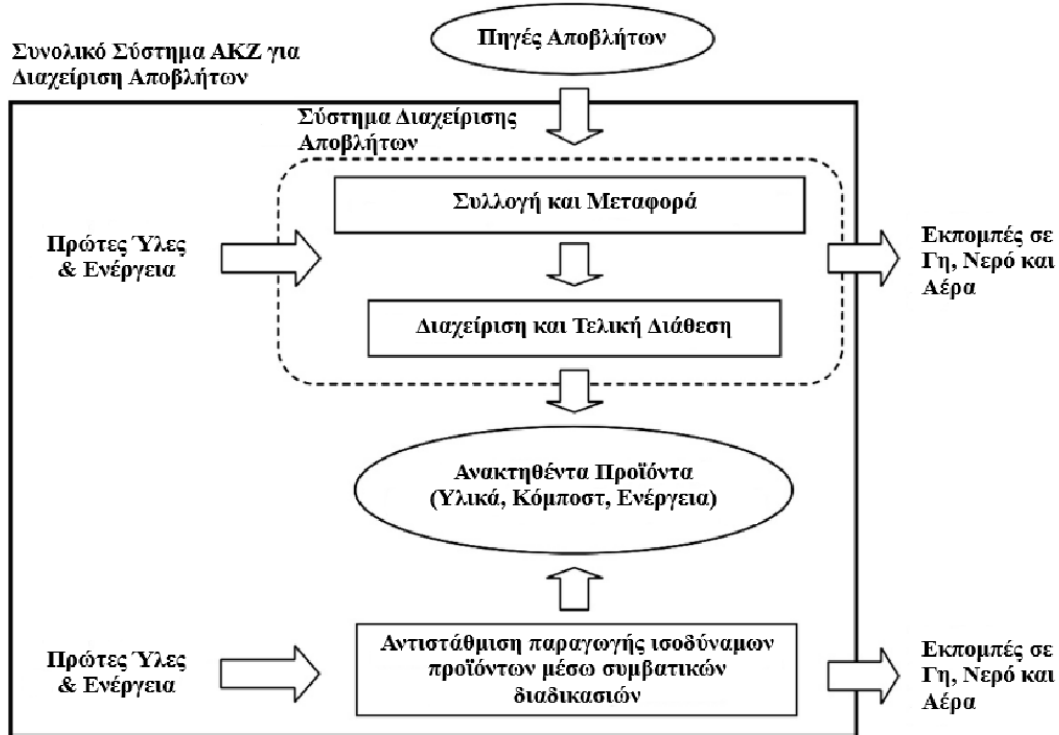 Πηγές Αποβλήτων
Συνολικό Σύστημα ΑΚΖ για
Διαχείριση Αποβλήτων
Σύστημα Διαχείρισης
Αποβλήτων
Συλλογή και Μεταφορά
Πρώτες Ύλες
& Ενέργεια
Εκπομπές σε
Γη, Νερό και
Αέρα
Διαχείριση και Τελική Διάθεση
Ανακτηθέντα Προϊόντα
(Υλικά, Κόμποστ, Ενέργεια)
Πρώτες Ύλες
& Ενέργεια
Αντιστάθμιση παραγωγής ισοδύναμων
προϊόντων μέσω συμβατικών
διαδικασιών
Εκπομπές σε
Γη, Νερό και
Αέρα